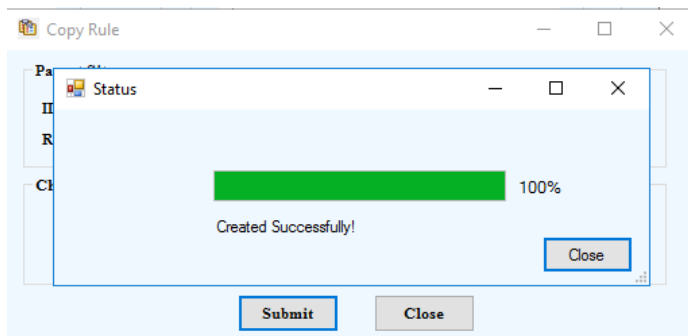 Copy Rule
Status
100%
Created Successfully!
Close
Submit
Close